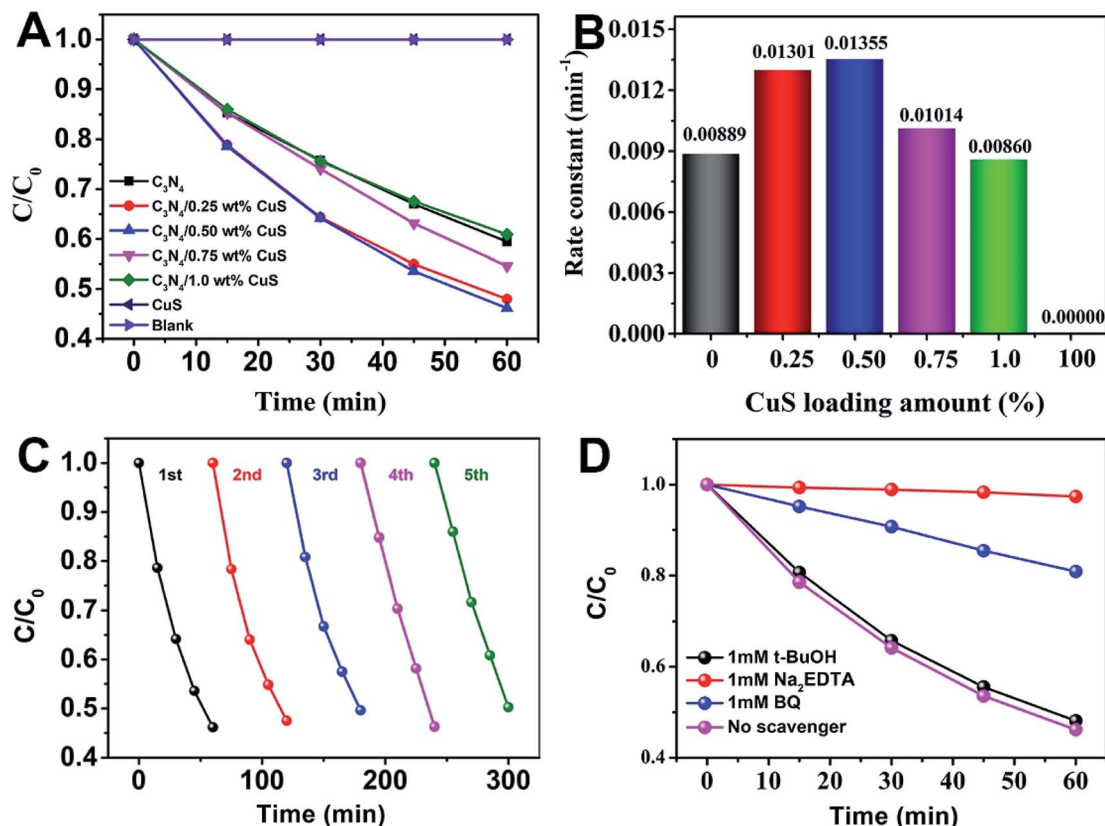 A
C/C₀
1.0
0.9
0.8
0.7
0.6
0.5
0.4
C₃N₄
C₃N₄/0.25 wt% CuS
C₃N₄/0.50 wt% CuS
C₃N₄/0.75 wt% CuS
C₃N₄/1.0 wt% CuS
CuS
Blank
0 10 20 30 40 50 60
Time (min)
B
Rate constant (min⁻¹)
0.015
0.012
0.009
0.006
0.003
0.000
0.00889
0.01301
0.01355
0.01014
0.00860
0.00000
0 0.25 0.50 0.75 1.0 100
CuS loading amount (%)
C
C/C₀
1.0
0.9
0.8
0.7
0.6
0.5
0.4
1st 2nd 3rd 4th 5th
0 100 200 300
Time (min)
D
C/C₀
1.0
0.8
0.6
0.4
1mM t-BuOH
1mM Na₂EDTA
1mM BQ
No scavenger
0 10 20 30 40 50 60
Time (min)